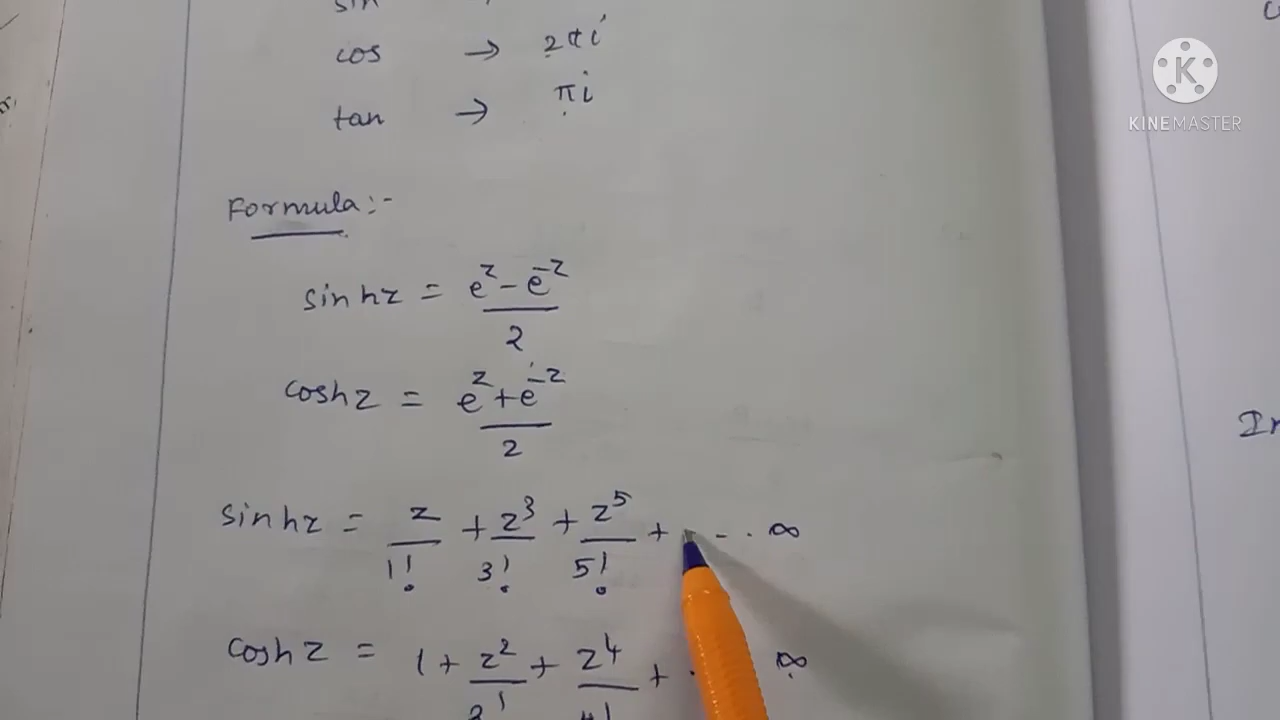 sin
cos → 2πi
tan → πi
K
KINEMASTER
Formula:-
sinhz = e^z - e^-z / 2
coshz = e^z + e^-z / 2
sinhz = z/1! + z^3/3! + z^5/5! + - . ∞
coshz = 1 + z^2/2! + z^4/4! + . ∞